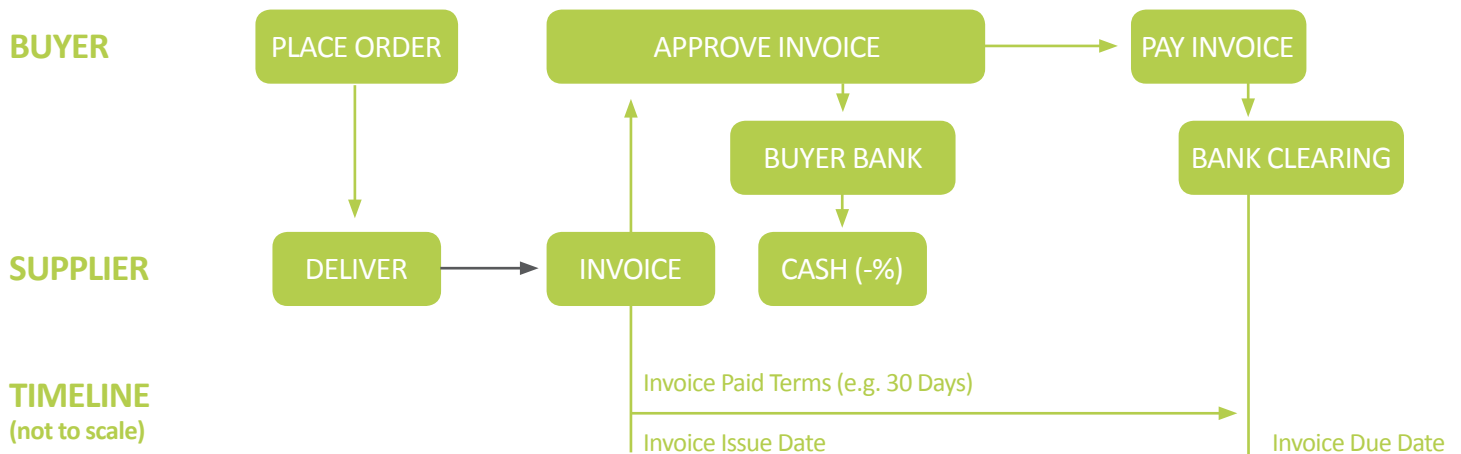 BUYER
PLACE ORDER
APPROVE INVOICE
PAY INVOICE
BUYER BANK
BANK CLEARING
SUPPLIER
DELIVER
INVOICE
CASH (-%)
TIMELINE
(not to scale)
Invoice Paid Terms (e.g. 30 Days)
Invoice Issue Date
Invoice Due Date